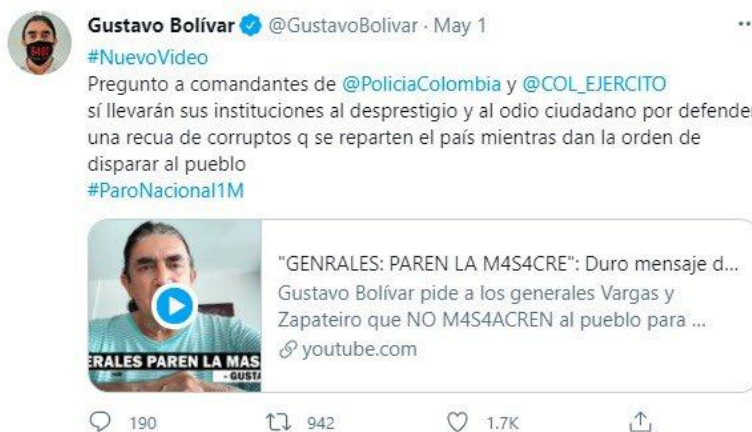 Gustavo Bolívar @GustavoBolivar · May 1
#NuevoVideo
Pregunto a comandantes de @PoliciaColombia y @COL_EJERCITO
sí llevarán sus instituciones al desprestigio y al odio ciudadano por defender
una recua de corruptos q se reparten el país mientras dan la orden de
disparar al pueblo
#ParoNacional1M
"GENRALES: PAREN LA M4S4CRE": Duro mensaje d...
Gustavo Bolívar pide a los generales Vargas y
Zapateiro que NO M4S4ACREN al pueblo para ...
youtube.com
ERALES PAREN LA MAS
- GUSTA
190 942 1.7K